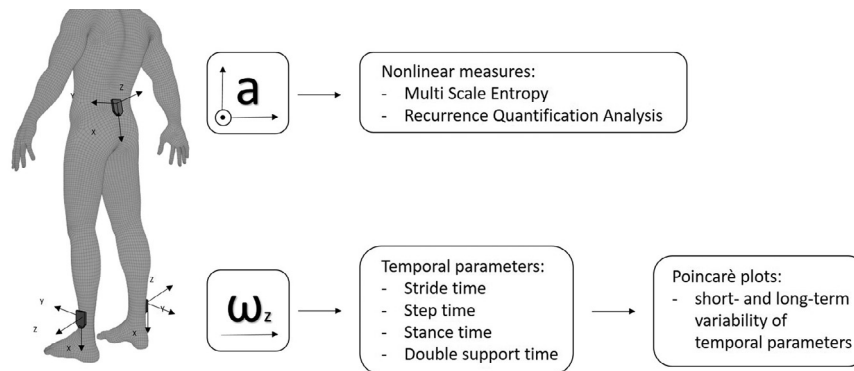 Z
Y
X
a
Nonlinear measures:
- Multi Scale Entropy
- Recurrence Quantification Analysis
Y
Z
X
Z
Y
X
ωz
Temporal parameters:
- Stride time
- Step time
- Stance time
- Double support time
Poincarè plots:
- short- and long-term
variability of
temporal parameters